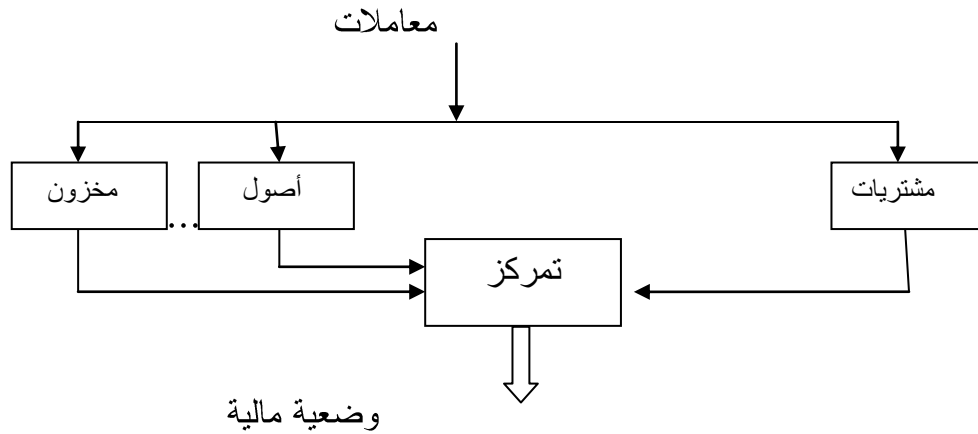 معاملات
مشتريات
أصول
...
مخزون
تمركز
وضعية مالية